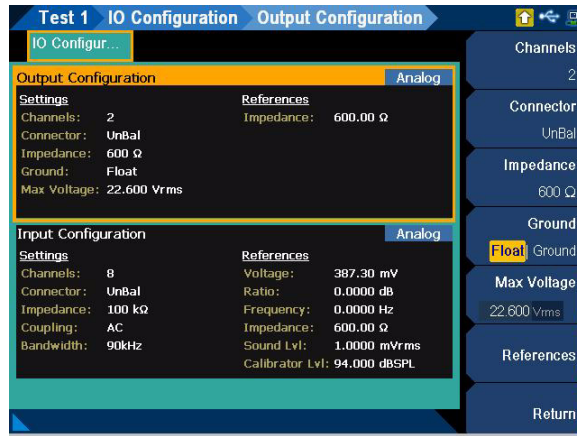 Test 1 IO Configuration Output Configuration
IO Configur...
Output Configuration Analog
Settings References
Channels: 2 Impedance: 600.00 Ω
Connector: UnBal
Impedance: 600 Ω
Ground: Float
Max Voltage: 22.600 Vrms
Input Configuration Analog
Settings References
Channels: 8 Voltage: 387.30 mV
Connector: UnBal Ratio: 0.0000 dB
Impedance: 100 kΩ Frequency: 0.0000 Hz
Coupling: AC Impedance: 600.00 Ω
Bandwidth: 90kHz Sound Lvl: 1.0000 mVrms
Calibrator Lvl: 94.000 dBSPL
Channels
2
Connector
UnBal
Impedance
600 Ω
Ground
Float Ground
Max Voltage
22.600 Vrms
References
Return